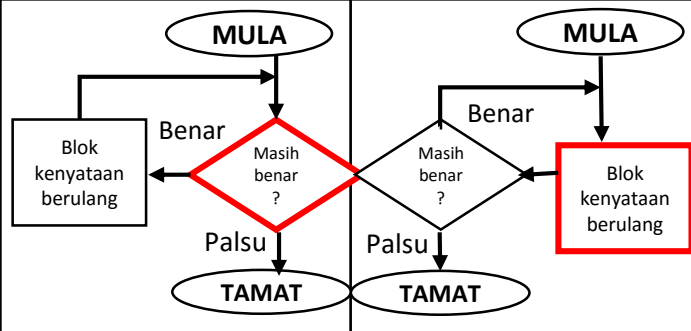 MULA
Benar
Masih
benar
?
Blok
kenyataan
berulang
Palsu
TAMAT
MULA
Benar
Masih
benar
?
Blok
kenyataan
berulang
Palsu
TAMAT